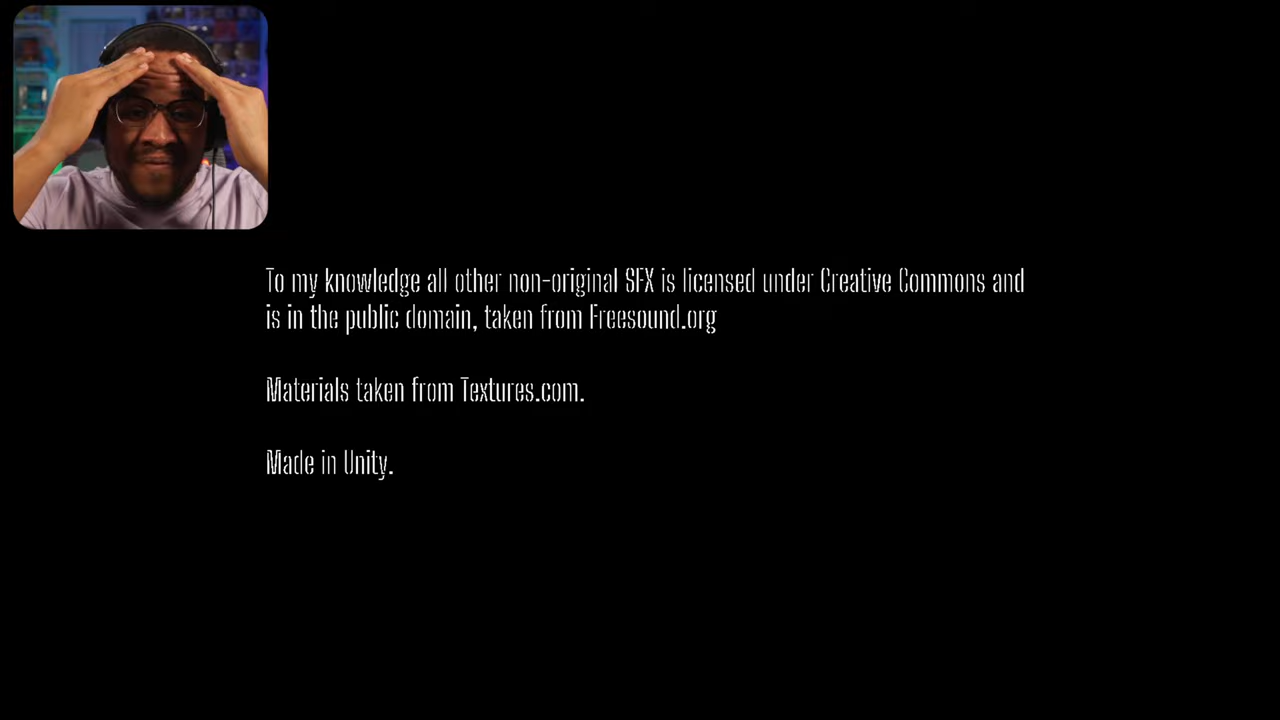 To my knowledge all other non-original SFX is licensed under Creative Commons and
is in the public domain, taken from Freesound.org
Materials taken from Textures.com.
Made in Unity.